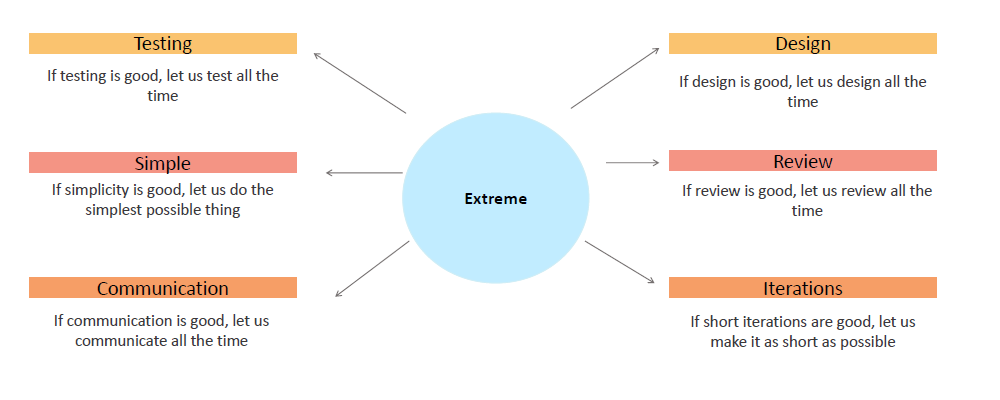 Testing
If testing is good, let us test all the
time
Simple
If simplicity is good, let us do the
simplest possible thing
Communication
If communication is good, let us
communicate all the time
Extreme
Design
If design is good, let us design all the
time
Review
If review is good, let us review all the
time
Iterations
If short iterations are good, let us
make it as short as possible